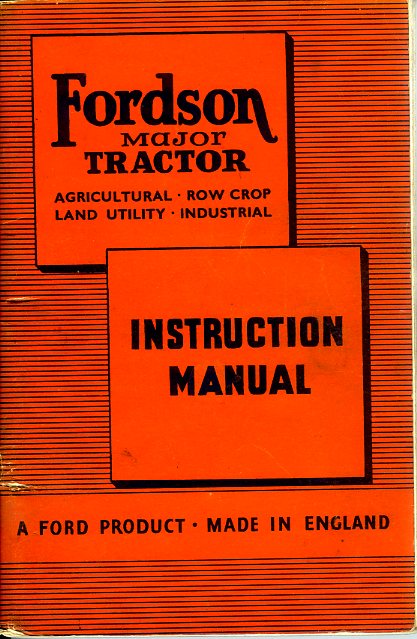 Fordson
Major
TRACTOR
AGRICULTURAL · ROW CROP
LAND UTILITY · INDUSTRIAL
INSTRUCTION
MANUAL
A FORD PRODUCT · MADE IN ENGLAND